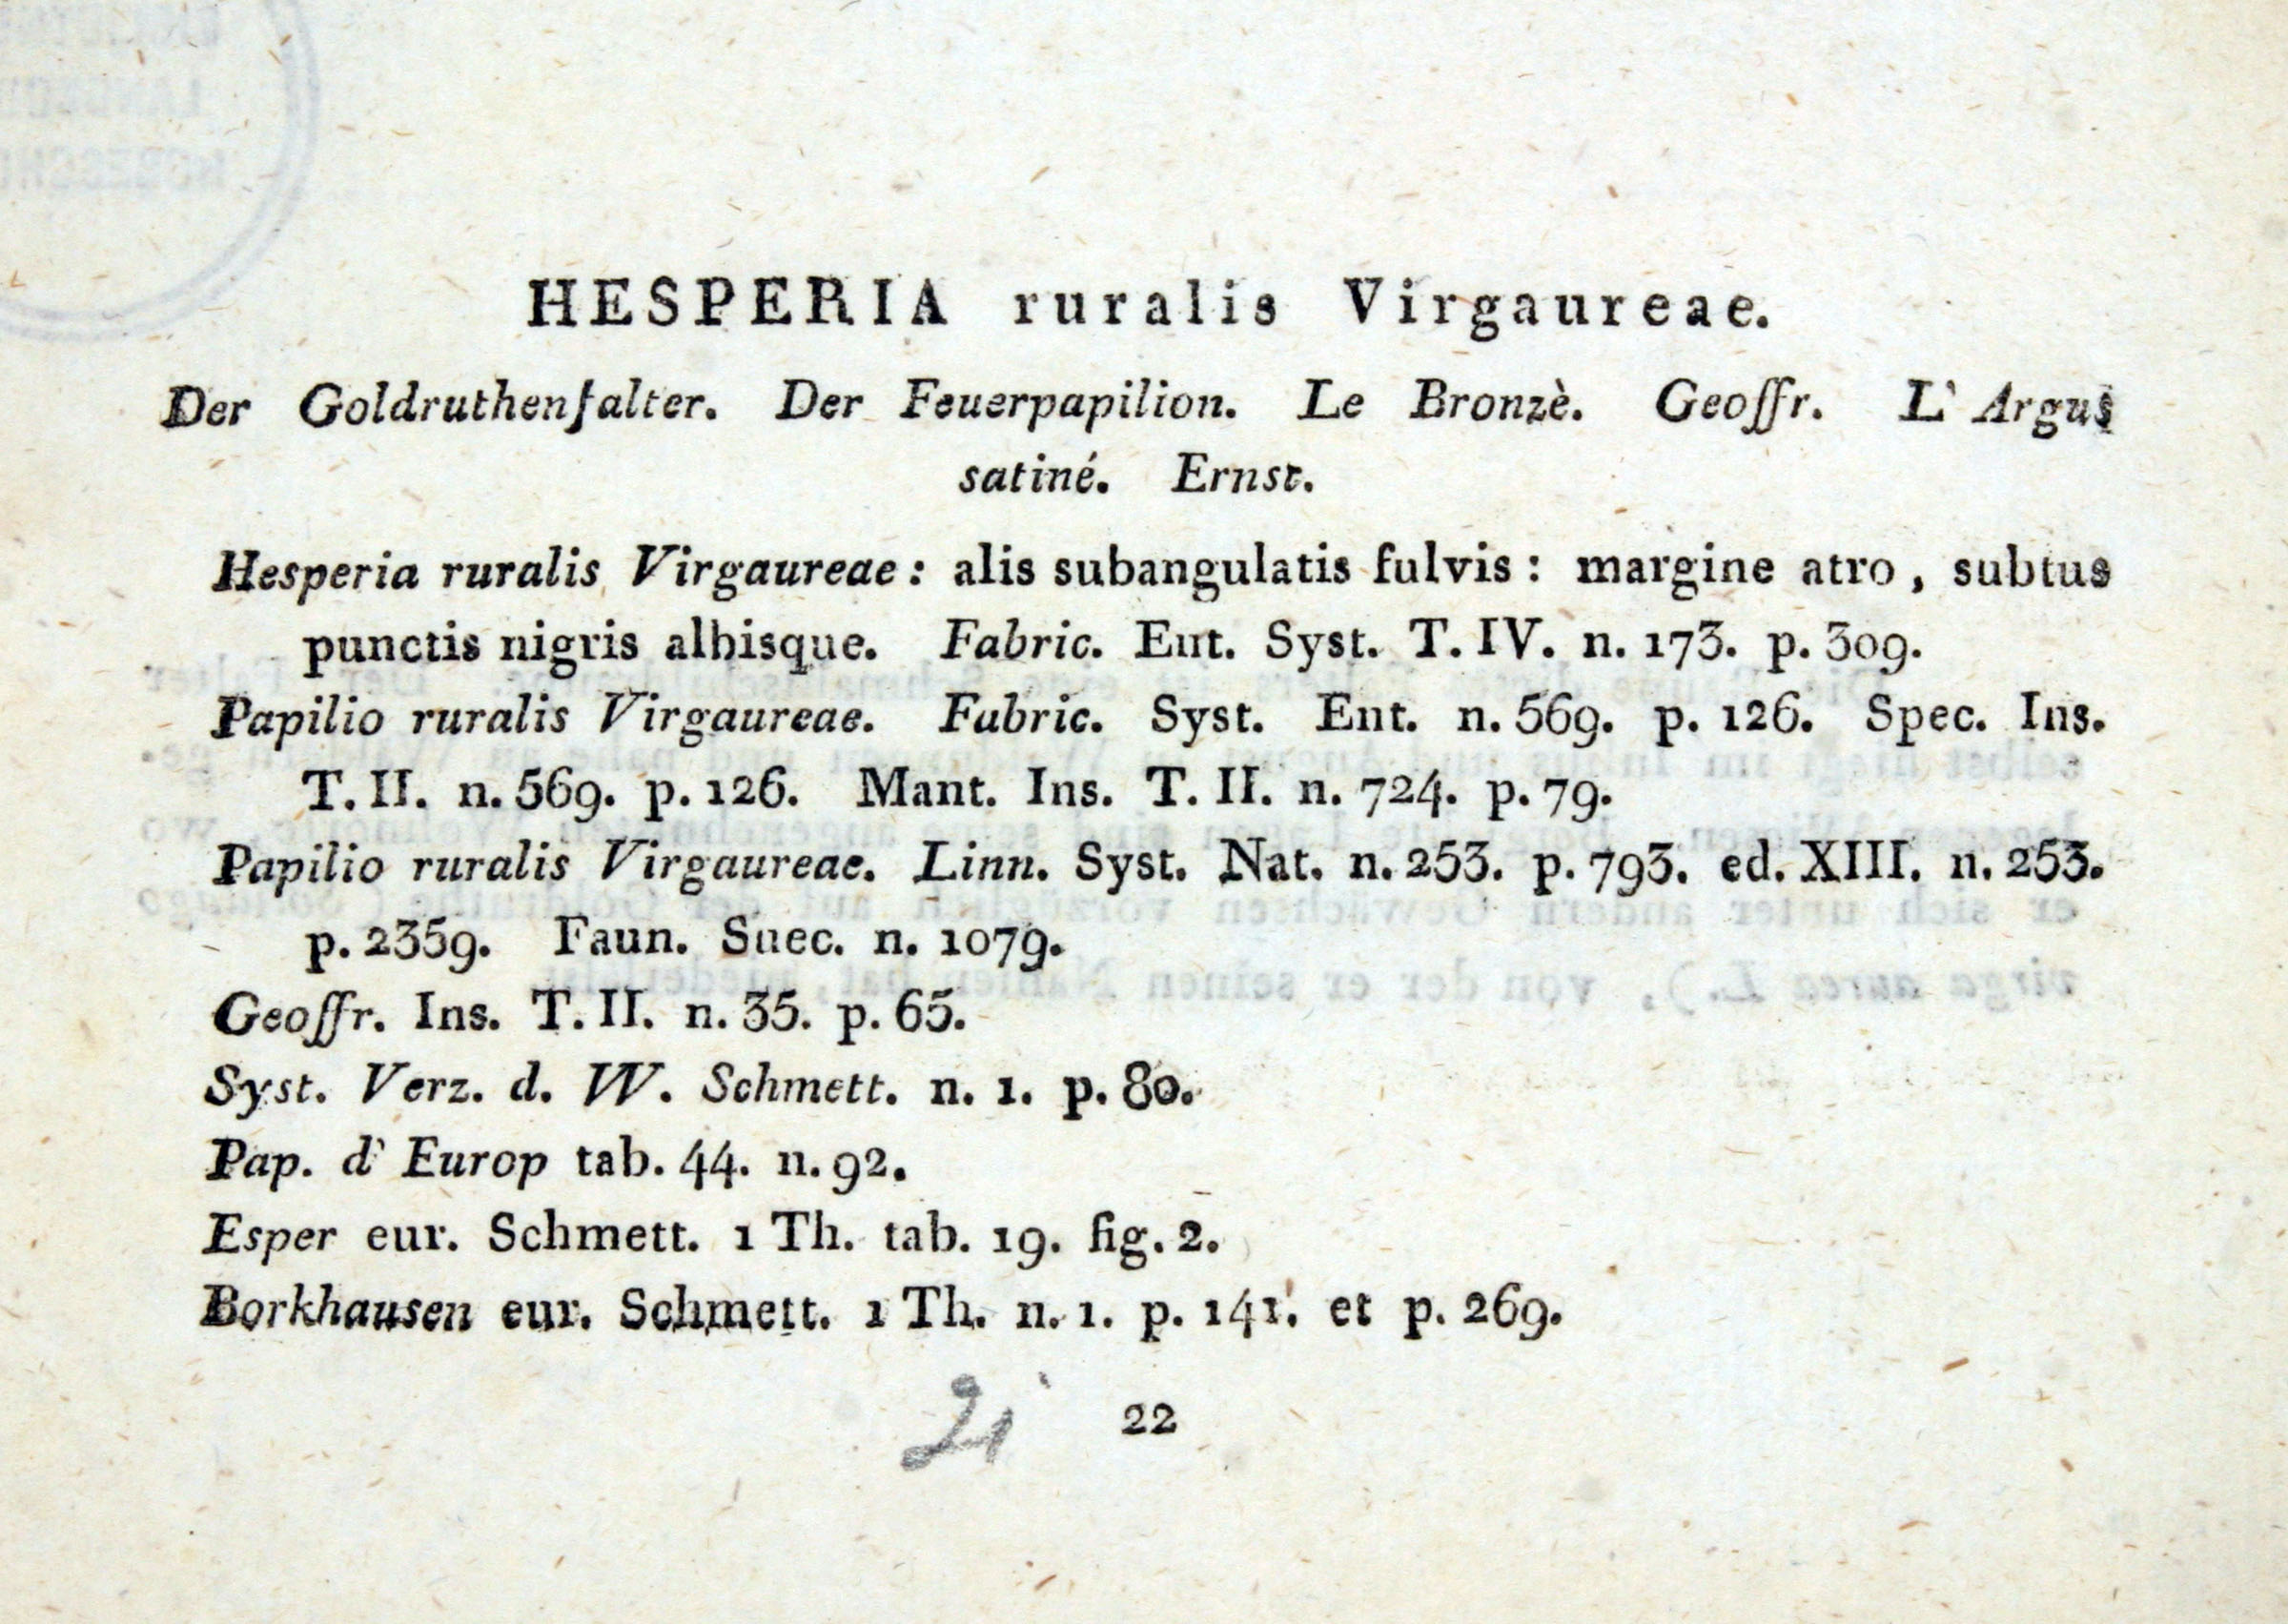 HESPERIA ruralis Virgaureae.
Der Goldruthenfalter. Der Feuerpapilion. Le Bronzè. Geoffr. L' Argus
satiné. Ernst.
Hesperia ruralis Virgaureae: alis subangulatis fulvis: margine atro, subtus
punctis nigris albisque. Fabric. Ent. Syst. T. IV. n. 173. p. 309.
Papilio ruralis Virgaureae. Fabric. Syst. Ent. n. 569. p. 126. Spec. Ins.
T. II. n. 569. p. 126. Mant. Ins. T. II. n. 724. p. 79.
Papilio ruralis Virgaureae. Linn. Syst. Nat. n. 253. p. 793. ed. XIII. n. 253.
p. 2359. Faun. Suec. n. 1079.
Geoffr. Ins. T. II. n. 35. p. 65.
Syst. Verz. d. W. Schmett. n. 1. p. 80.
Pap. d' Europ tab. 44. n. 92.
Esper eur. Schmett. 1 Th. tab. 19. fig. 2.
Borkhausen eur. Schmett. 1 Th. n. 1. p. 141. et p. 269.
21 22